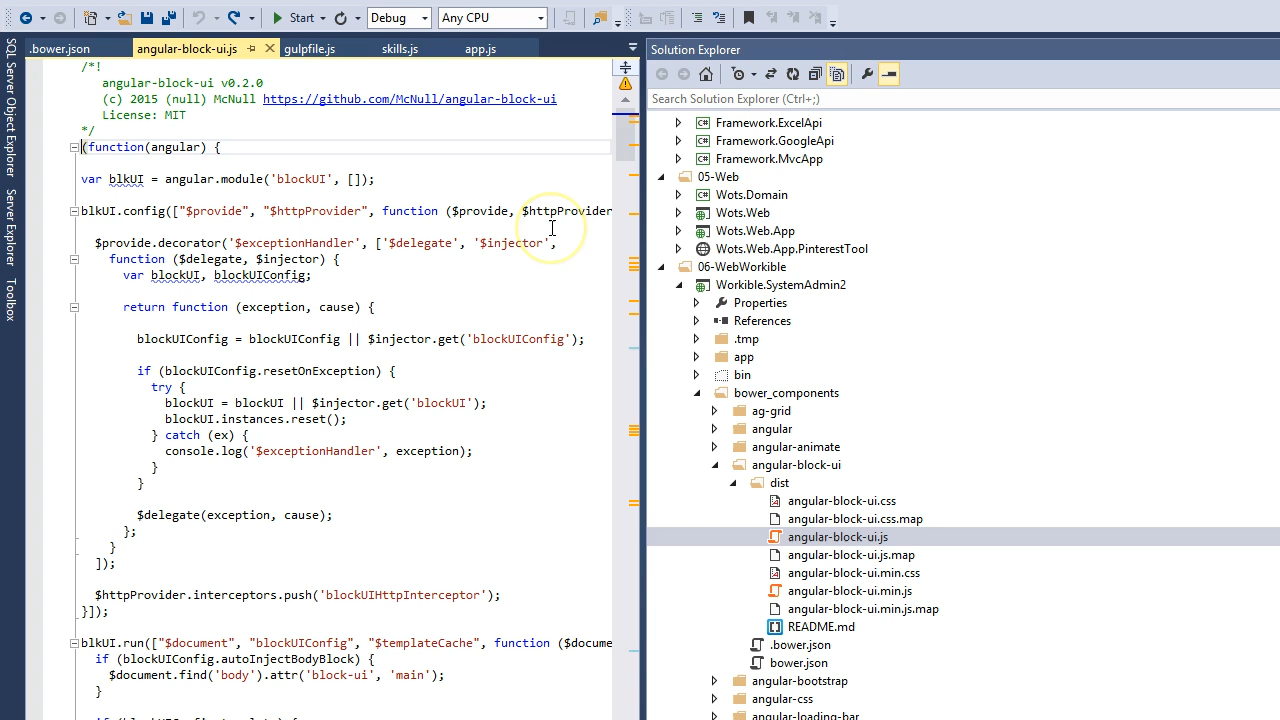 Start
Debug
Any CPU
.bower.json
angular-block-ui.js
gulpfile.js
skills.js
app.js
SQL Server Object Explorer
Server Explorer
Toolbox
/*!
angular-block-ui v0.2.0
(c) 2015 (null) McNull https://github.com/McNull/angular-block-ui
License: MIT
*/
(function(angular) {
var blkUI = angular.module('blockUI', []);
blkUI.config(["$provide", "$httpProvider", function ($provide, $httpProvider
$provide.decorator('$exceptionHandler', ['$delegate', '$injector',
function ($delegate, $injector) {
var blockUI, blockUIConfig;
return function (exception, cause) {
blockUIConfig = blockUIConfig || $injector.get('blockUIConfig');
if (blockUIConfig.resetOnException) {
try {
blockUI = blockUI || $injector.get('blockUI');
blockUI.instances.reset();
} catch (ex) {
console.log('$exceptionHandler', exception);
}
}
$delegate(exception, cause);
};
}
]);
$httpProvider.interceptors.push('blockUIHttpInterceptor');
}]);
blkUI.run(["$document", "blockUIConfig", "$templateCache", function ($docume
if (blockUIConfig.autoInjectBodyBlock) {
$document.find('body').attr('block-ui', 'main');
}
Solution Explorer
Search Solution Explorer (Ctrl+;)
C# Framework.ExcelApi
C# Framework.GoogleApi
C# Framework.MvcApp
05-Web
C# Wots.Domain
Wots.Web
Wots.Web.App
Wots.Web.App.PinterestTool
06-WebWorkible
Workible.SystemAdmin2
Properties
References
.tmp
app
bin
bower_components
ag-grid
angular
angular-animate
angular-block-ui
dist
angular-block-ui.css
angular-block-ui.css.map
angular-block-ui.js
angular-block-ui.js.map
angular-block-ui.min.css
angular-block-ui.min.js
angular-block-ui.min.js.map
README.md
.bower.json
bower.json
angular-bootstrap
angular-css
angular-loading-bar